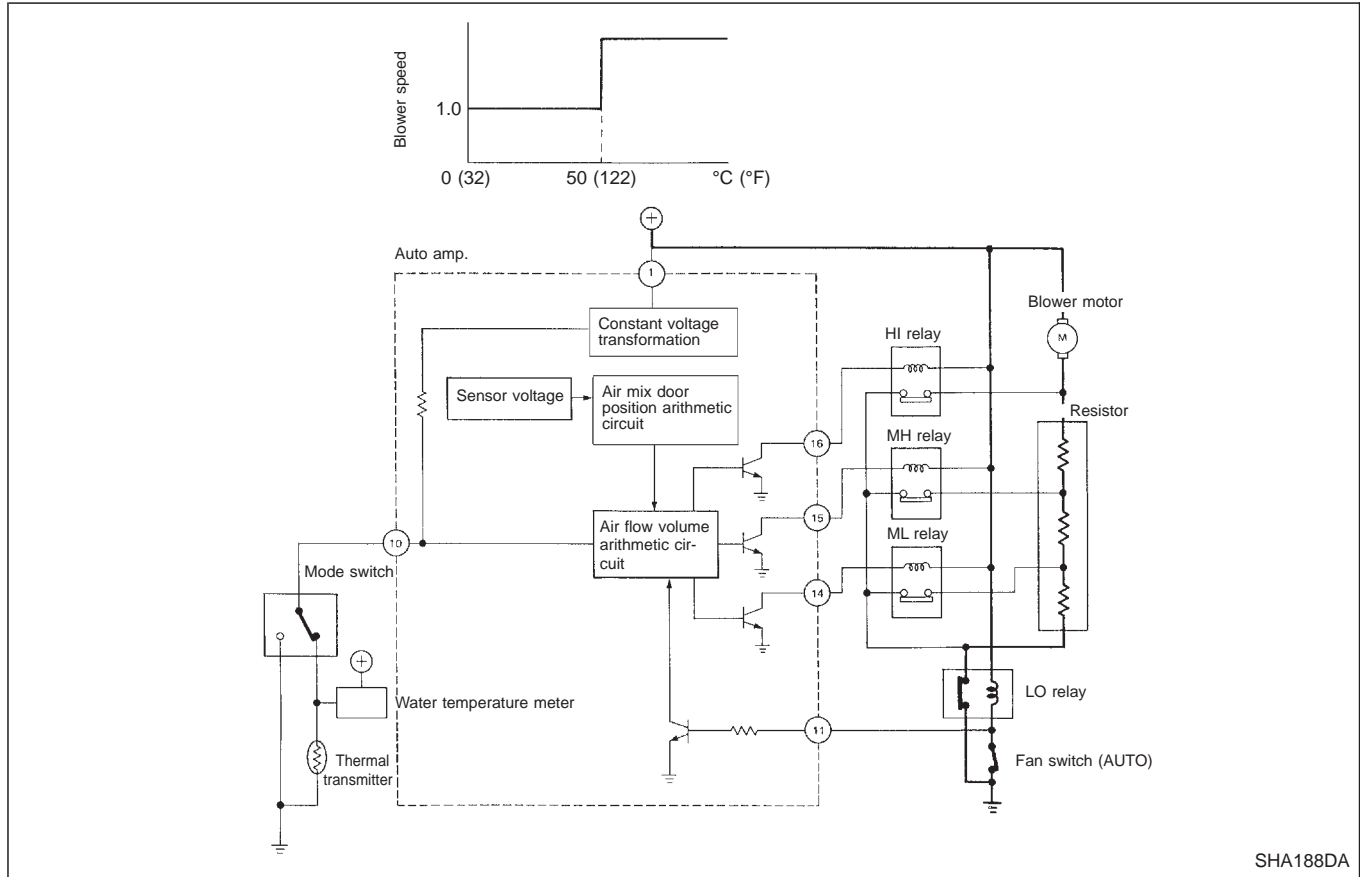 Blower speed
1.0
0 (32)
50 (122)
°C (°F)
Auto amp.
1
Constant voltage
transformation
Sensor voltage
Air mix door
position arithmetic
circuit
Air flow volume
arithmetic cir-
cuit
16
15
14
10
11
Mode switch
Water temperature meter
Thermal
transmitter
Blower motor
M
HI relay
Resistor
MH relay
ML relay
LO relay
Fan switch (AUTO)
SHA188DA